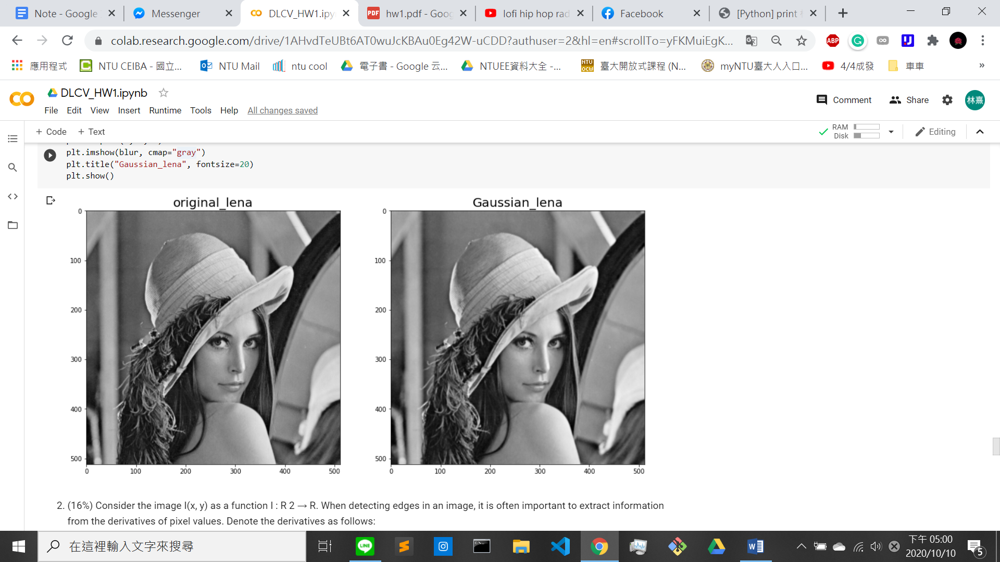 Note - Google
Messenger
DLCV_HW1.ipy
hw1.pdf - Goog
lofi hip hop rad
Facebook
[Python] print
colab.research.google.com/drive/1AHvdTeUBt6AT0wuJcKBAu0Eg42W-uCDD?authuser=2&hl=en#scrollTo=yFKMuiEgK...
ABP
應用程式
NTU CEIBA - 國立...
NTU Mail
ntu cool
電子書 - Google 云...
NTUEE資料大全 -...
臺大開放式課程 (N...
myNTU臺大人入口...
4/4成發
車車
»
DLCV_HW1.ipynb
Comment
Share
林熹
File Edit View Insert Runtime Tools Help All changes saved
+ Code + Text
RAM
Disk
Editing
plt.imshow(blur, cmap="gray")
plt.title("Gaussian_lena", fontsize=20)
plt.show()
original_lena
Gaussian_lena
0
100
200
300
400
500
0 100 200 300 400 500
0
100
200
300
400
500
0 100 200 300 400 500
2. (16%) Consider the image I(x, y) as a function I : R 2 → R. When detecting edges in an image, it is often important to extract information
from the derivatives of pixel values. Denote the derivatives as follows:
在這裡輸入文字來搜尋
LINE
下午 05:00
2020/10/10
5